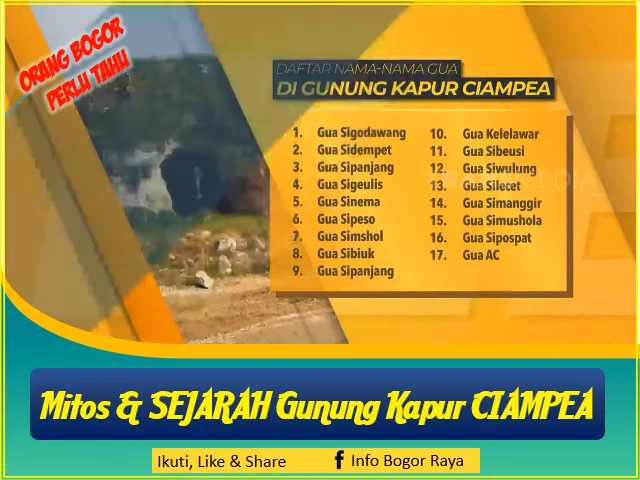 ORANG BOGOR
PERLU TAHU
DAFTAR NAMA-NAMA GUA
DI GUNUNG KAPUR CIAMPEA
1. Gua Sigodawang
2. Gua Sidempet
3. Gua Sipanjang
4. Gua Sigeulis
5. Gua Sinema
6. Gua Sipeso
7. Gua Simshol
8. Gua Sibiuk
9. Gua Sipanjang
10. Gua Kelelawar
11. Gua Sibeusi
12. Gua Siwulung
13. Gua Silecet
14. Gua Simanggir
15. Gua Simushola
16. Gua Sipospat
17. Gua AC
Mitos & SEJARAH Gunung Kapur CIAMPEA
Ikuti, Like & Share
f Info Bogor Raya